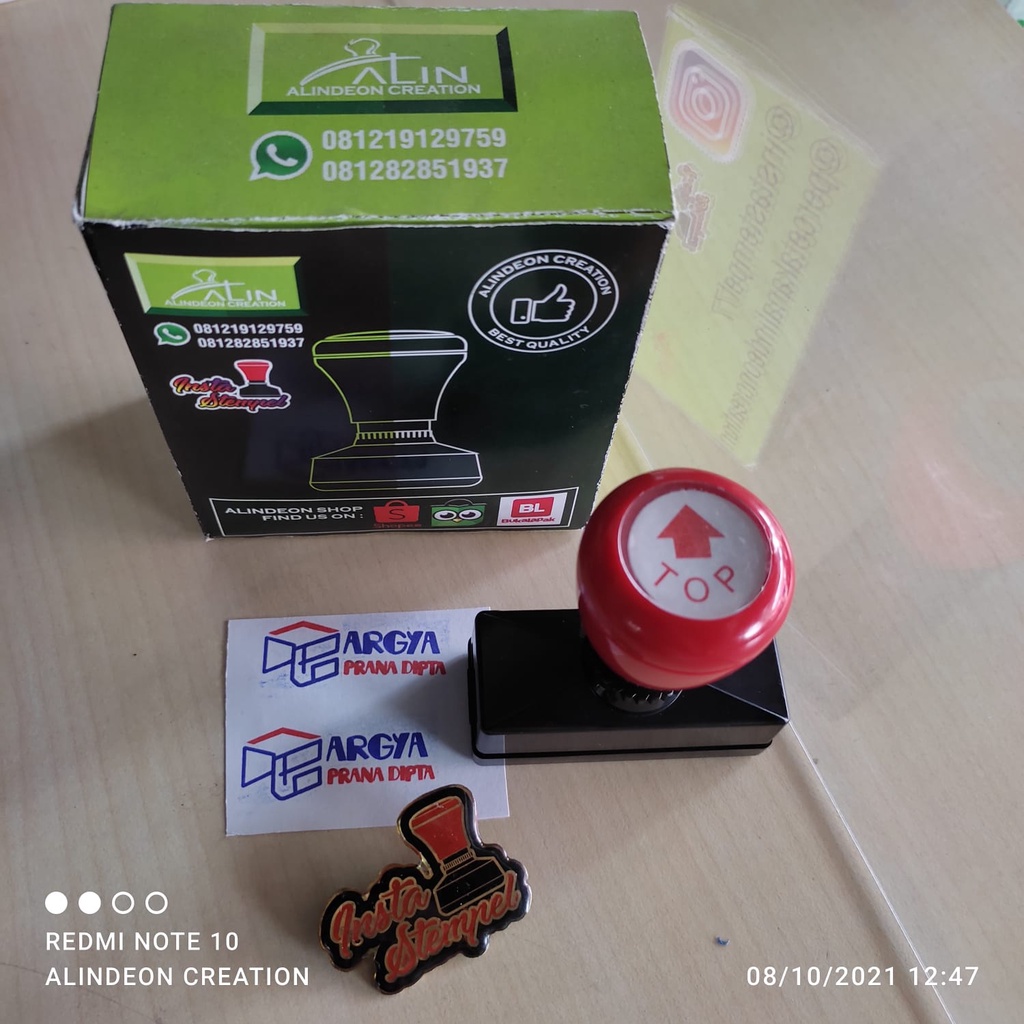 ALIN
ALINDEON CREATION
081219129759
081282851937
ALIN
ALINDEON CREATION
081219129759
081282851937
Insta
Stempel
ALINDEON CREATION
BEST QUALITY
ALINDEON SHOP
FIND US ON :
Shopee
BL
BukalaPak
TOP
ARGYA
PRANA DIPTA
ARGYA
PRANA DIPTA
Insta
Stempel
REDMI NOTE 10
ALINDEON CREATION
08/10/2021 12:47